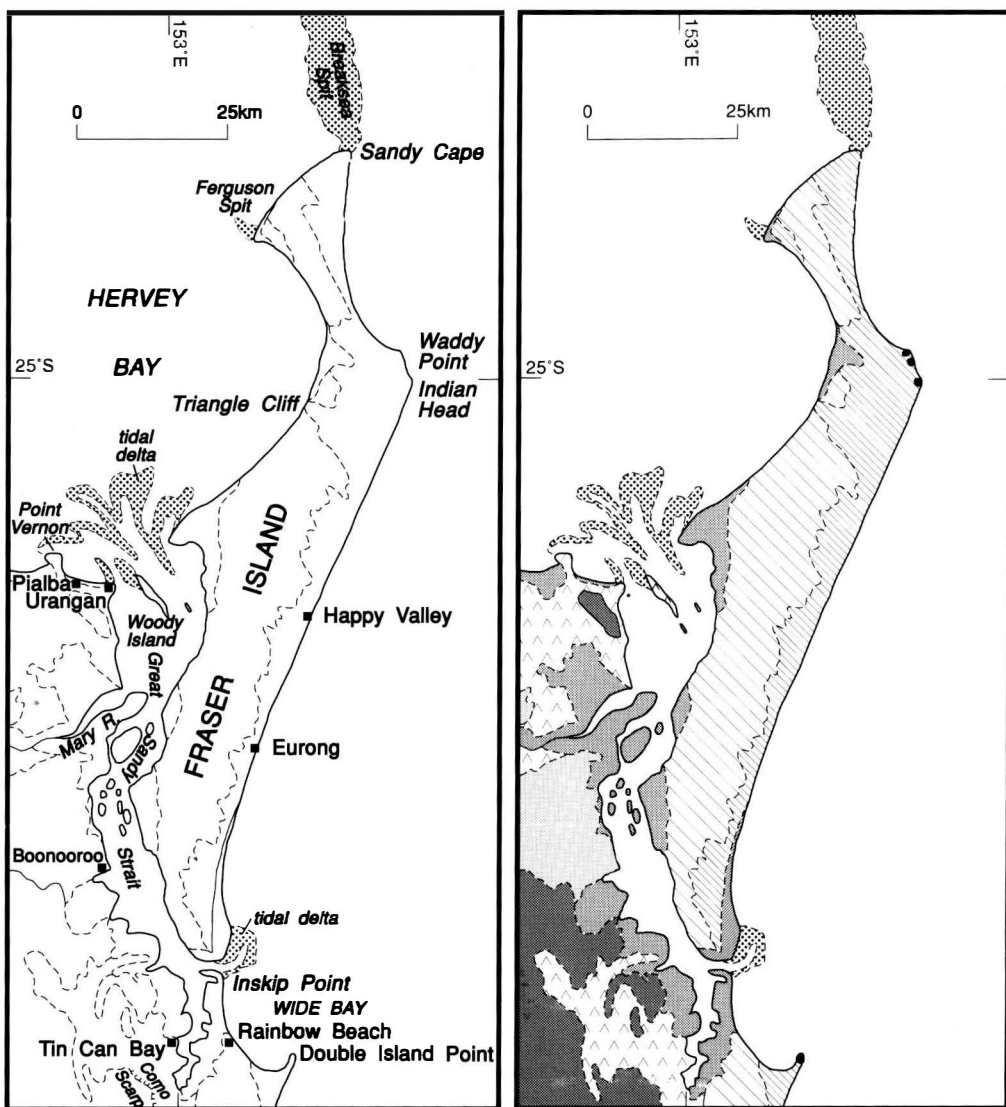 153°E
Breaksea
Spit
0 25km
Sandy Cape
Ferguson
Spit
HERVEY
BAY
Waddy
Point
25°S
Indian
Head
Triangle Cliff
tidal
delta
Point
Vernon
Pialba
Urangan
Woody
Island
ISLAND
Happy Valley
Great
FRASER
Mary R.
Sandy
Eurong
Boonooroo
Strait
tidal delta
Inskip Point
WIDE BAY
Rainbow Beach
Tin Can Bay
Double Island Point
Como
Scarp
153°E
0 25km
25°S